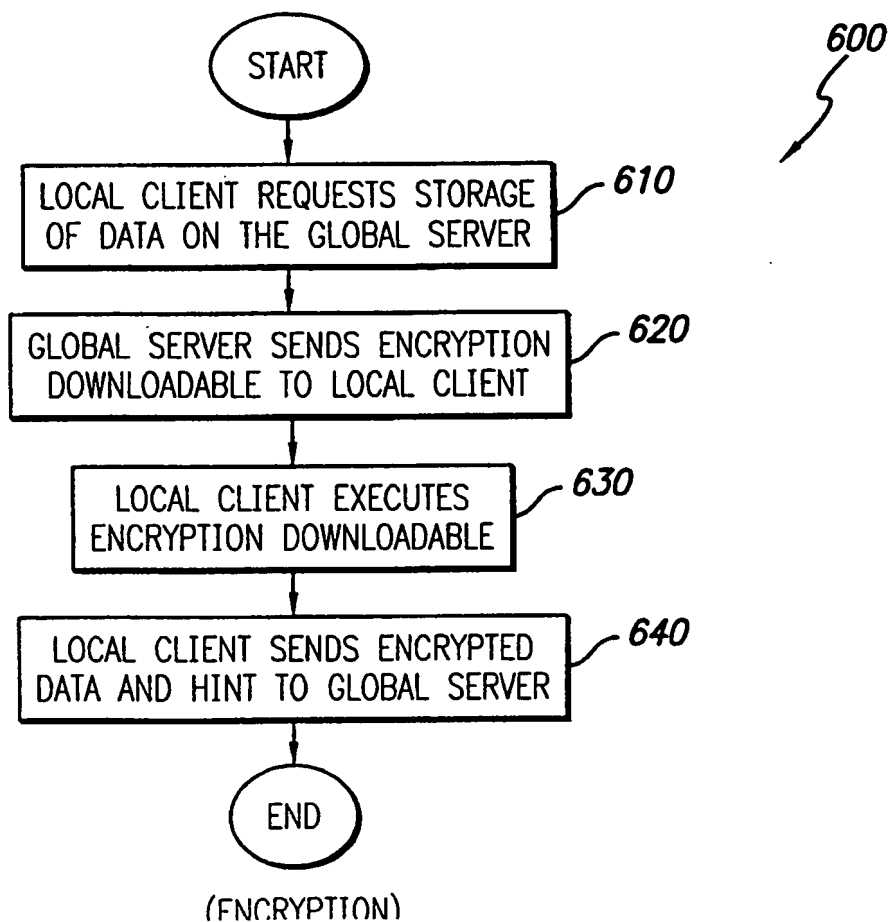 START
600
LOCAL CLIENT REQUESTS STORAGE
OF DATA ON THE GLOBAL SERVER
610
GLOBAL SERVER SENDS ENCRYPTION
DOWNLOADABLE TO LOCAL CLIENT
620
LOCAL CLIENT EXECUTES
ENCRYPTION DOWNLOADABLE
630
LOCAL CLIENT SENDS ENCRYPTED
DATA AND HINT TO GLOBAL SERVER
640
END
(ENCRYPTION)